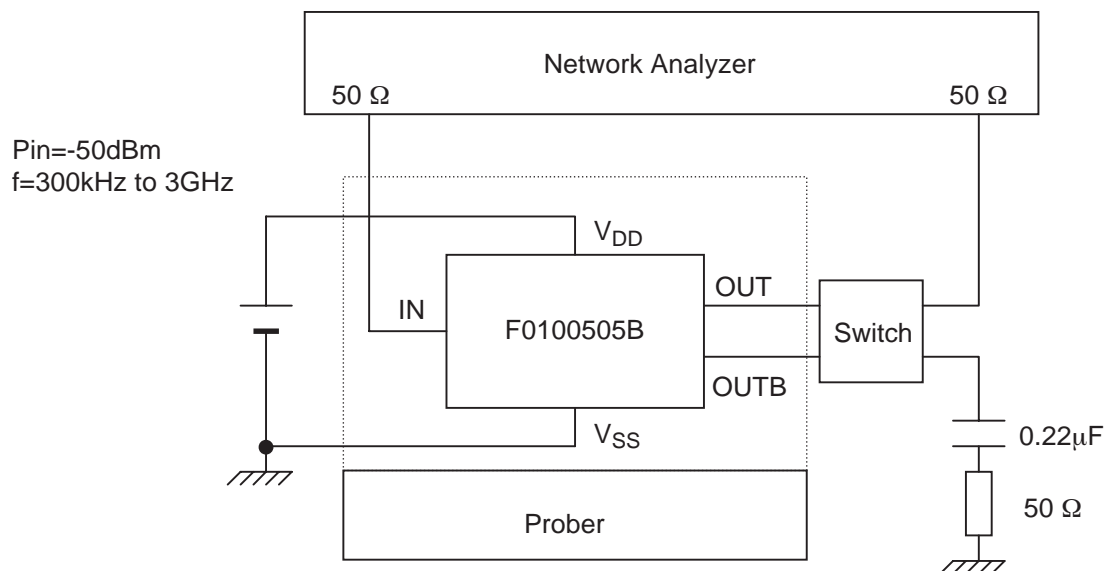 Network Analyzer
50 Ω
50 Ω
Pin=-50dBm
f=300kHz to 3GHz
VDD
IN
OUT
F0100505B
Switch
OUTB
VSS
0.22μF
50 Ω
Prober